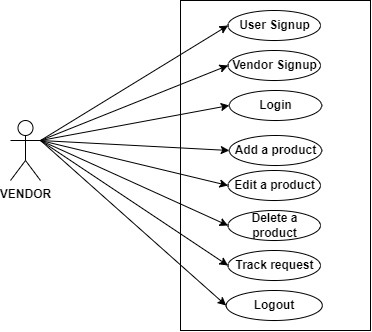 User Signup
Vendor Signup
Login
VENDOR
Add a product
Edit a product
Delete a
product
Track request
Logout